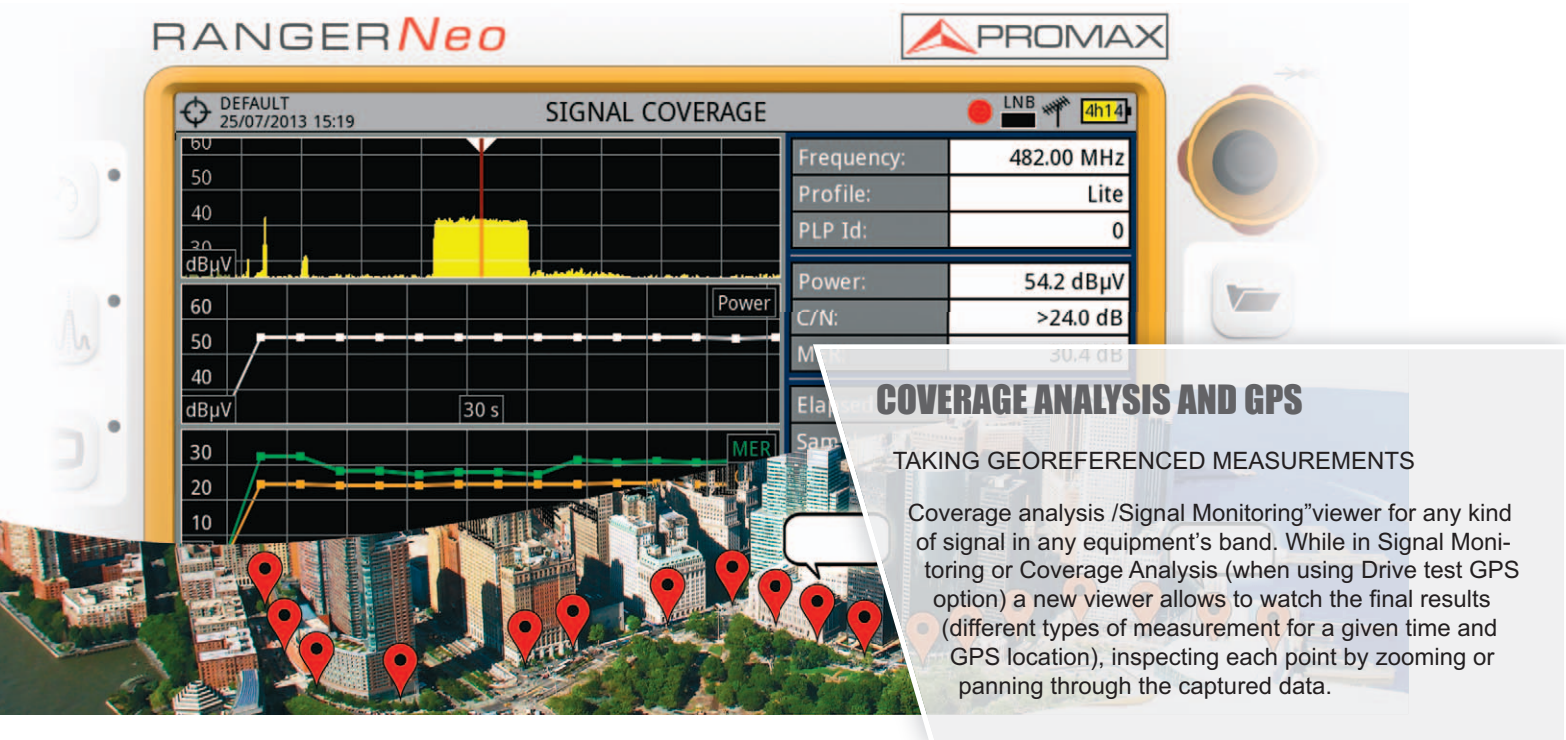 RANGERNeo
PROMAX
DEFAULT
25/07/2013 15:19
SIGNAL COVERAGE
LNB
4h14
60
50
40
30
dBµV
Frequency: 482.00 MHz
Profile: Lite
PLP Id: 0
Power: 54.2 dBµV
C/N: >24.0 dB
MER: 30.4 dB
60
50
40
dBµV
Power
30 s
30
20
10
MER
COVERAGE ANALYSIS AND GPS
TAKING GEOREFERENCED MEASUREMENTS
Coverage analysis /Signal Monitoring”viewer for any kind
of signal in any equipment’s band. While in Signal Moni-
toring or Coverage Analysis (when using Drive test GPS
option) a new viewer allows to watch the final results
(different types of measurement for a given time and
GPS location), inspecting each point by zooming or
panning through the captured data.